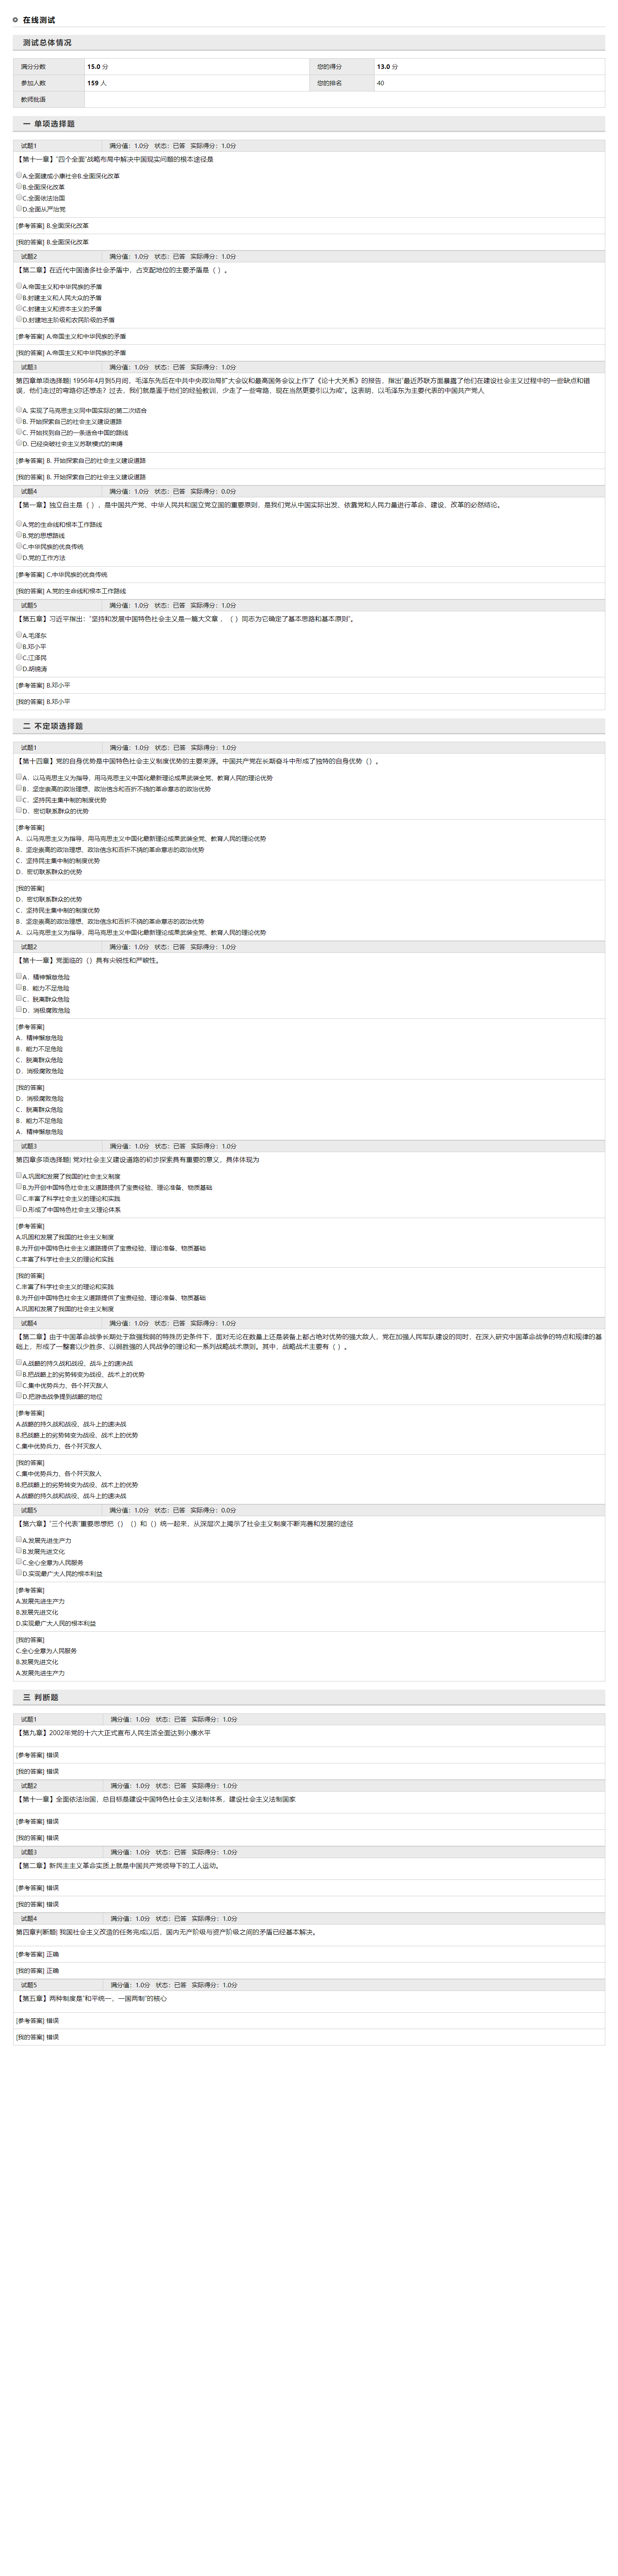 在线测试
测试总体情况
满分分数 15.0 分 您的得分 13.0 分
参加人数 159 人 您的排名 40
教师批语
一 单项选择题
试题1 满分值：1.0分 状态：已答 实际得分：1.0分
【第十一章】“四个全面”战略布局中解决中国现实问题的根本途径是
A.全面建成小康社会B.全面深化改革
B.全面深化改革
C.全面依法治国
D.全面从严治党
[参考答案] B.全面深化改革
[我的答案] B.全面深化改革
试题2 满分值：1.0分 状态：已答 实际得分：1.0分
【第二章】在近代中国诸多社会矛盾中，占支配地位的主要矛盾是（ ）。
A.帝国主义和中华民族的矛盾
B.封建主义和人民大众的矛盾
C.封建主义和资本主义的矛盾
D.封建地主阶级和农民阶级的矛盾
[参考答案] A.帝国主义和中华民族的矛盾
[我的答案] A.帝国主义和中华民族的矛盾
试题3 满分值：1.0分 状态：已答 实际得分：1.0分
第四章单项选择题| 1956年4月到5月间，毛泽东先后在中共中央政治局扩大会议和最高国务会议上作了《论十大关系》的报告，指出“最近苏联方面暴露了他们在建设社会主义过程中的一些缺点和错
误，他们走过的弯路你还想走？过去，我们就是鉴于他们的经验教训，少走了一些弯路，现在当然更要引以为戒”。这表明，以毛泽东为主要代表的中国共产党人
A. 实现了马克思主义同中国实际的第二次结合
B. 开始探索自己的社会主义建设道路
C. 开始找到自己的一条适合中国的路线
D. 已经突破社会主义苏联模式的束缚
[参考答案] B. 开始探索自己的社会主义建设道路
[我的答案] B. 开始探索自己的社会主义建设道路
试题4 满分值：1.0分 状态：已答 实际得分：0.0分
【第一章】独立自主是（ ），是中国共产党、中华人民共和国立党立国的重要原则，是我们党从中国实际出发、依靠党和人民力量进行革命、建设、改革的必然结论。
A.党的生命线和根本工作路线
B.党的思想路线
C.中华民族的优良传统
D.党的工作方法
[参考答案] C.中华民族的优良传统
[我的答案] A.党的生命线和根本工作路线
试题5 满分值：1.0分 状态：已答 实际得分：1.0分
【第五章】习近平指出：“坚持和发展中国特色社会主义是一篇大文章 ，（ ）同志为它确定了基本思路和基本原则”。
A.毛泽东
B.邓小平
C.江泽民
D.胡锦涛
[参考答案] B.邓小平
[我的答案] B.邓小平
二 不定项选择题
试题1 满分值：1.0分 状态：已答 实际得分：1.0分
【第十四章】党的自身优势是中国特色社会主义制度优势的主要来源。中国共产党在长期奋斗中形成了独特的自身优势（）。
A．以马克思主义为指导，用马克思主义中国化最新理论成果武装全党、教育人民的理论优势
B．坚定崇高的政治理想、政治信念和百折不挠的革命意志的政治优势
C．坚持民主集中制的制度优势
D．密切联系群众的优势
[参考答案]
A．以马克思主义为指导，用马克思主义中国化最新理论成果武装全党、教育人民的理论优势
B．坚定崇高的政治理想、政治信念和百折不挠的革命意志的政治优势
C．坚持民主集中制的制度优势
D．密切联系群众的优势
[我的答案]
D．密切联系群众的优势
C．坚持民主集中制的制度优势
B．坚定崇高的政治理想、政治信念和百折不挠的革命意志的政治优势
A．以马克思主义为指导，用马克思主义中国化最新理论成果武装全党、教育人民的理论优势
试题2 满分值：1.0分 状态：已答 实际得分：1.0分
【第十一章】党面临的（）具有尖锐性和严峻性。
A．精神懈怠危险
B．能力不足危险
C．脱离群众危险
D．消极腐败危险
[参考答案]
A．精神懈怠危险
B．能力不足危险
C．脱离群众危险
D．消极腐败危险
[我的答案]
D．消极腐败危险
C．脱离群众危险
B．能力不足危险
A．精神懈怠危险
试题3 满分值：1.0分 状态：已答 实际得分：1.0分
第四章多项选择题| 党对社会主义建设道路的初步探索具有重要的意义，具体体现为
A.巩固和发展了我国的社会主义制度
B.为开创中国特色社会主义道路提供了宝贵经验、理论准备、物质基础
C.丰富了科学社会主义的理论和实践
D.形成了中国特色社会主义理论体系
[参考答案]
A.巩固和发展了我国的社会主义制度
B.为开创中国特色社会主义道路提供了宝贵经验、理论准备、物质基础
C.丰富了科学社会主义的理论和实践
[我的答案]
C.丰富了科学社会主义的理论和实践
B.为开创中国特色社会主义道路提供了宝贵经验、理论准备、物质基础
A.巩固和发展了我国的社会主义制度
试题4 满分值：1.0分 状态：已答 实际得分：1.0分
【第二章】由于中国革命战争长期处于敌强我弱的特殊历史条件下，面对无论在数量上还是装备上都占绝对优势的强大敌人，党在加强人民军队建设的同时，在深入研究中国革命战争的特点和规律的基
础上，形成了一整套以少胜多、以弱胜强的人民战争的理论和一系列战略战术原则。其中，战略战术主要有（ ）。
A.战略的持久战和战役、战斗上的速决战
B.把战略上的劣势转变为战役、战术上的优势
C.集中优势兵力，各个歼灭敌人
D.把游击战争提到战略的地位
[参考答案]
A.战略的持久战和战役、战斗上的速决战
B.把战略上的劣势转变为战役、战术上的优势
C.集中优势兵力，各个歼灭敌人
[我的答案]
C.集中优势兵力，各个歼灭敌人
B.把战略上的劣势转变为战役、战术上的优势
A.战略的持久战和战役、战斗上的速决战
试题5 满分值：1.0分 状态：已答 实际得分：0.0分
【第六章】“三个代表”重要思想把（）（）和（）统一起来，从深层次上揭示了社会主义制度不断完善和发展的途径
A.发展先进生产力
B.发展先进文化
C.全心全意为人民服务
D.实现最广大人民的根本利益
[参考答案]
A.发展先进生产力
B.发展先进文化
D.实现最广大人民的根本利益
[我的答案]
C.全心全意为人民服务
B.发展先进文化
A.发展先进生产力
三 判断题
试题1 满分值：1.0分 状态：已答 实际得分：1.0分
【第九章】2002年党的十六大正式宣布人民生活全面达到小康水平
[参考答案] 错误
[我的答案] 错误
试题2 满分值：1.0分 状态：已答 实际得分：1.0分
【第十一章】全面依法治国，总目标是建设中国特色社会主义法制体系，建设社会主义法制国家
[参考答案] 错误
[我的答案] 错误
试题3 满分值：1.0分 状态：已答 实际得分：1.0分
【第二章】新民主主义革命实质上就是中国共产党领导下的工人运动。
[参考答案] 错误
[我的答案] 错误
试题4 满分值：1.0分 状态：已答 实际得分：1.0分
第四章判断题| 我国社会主义改造的任务完成以后，国内无产阶级与资产阶级之间的矛盾已经基本解决。
[参考答案] 正确
[我的答案] 正确
试题5 满分值：1.0分 状态：已答 实际得分：1.0分
【第五章】两种制度是“和平统一，一国两制”的核心
[参考答案] 错误
[我的答案] 错误